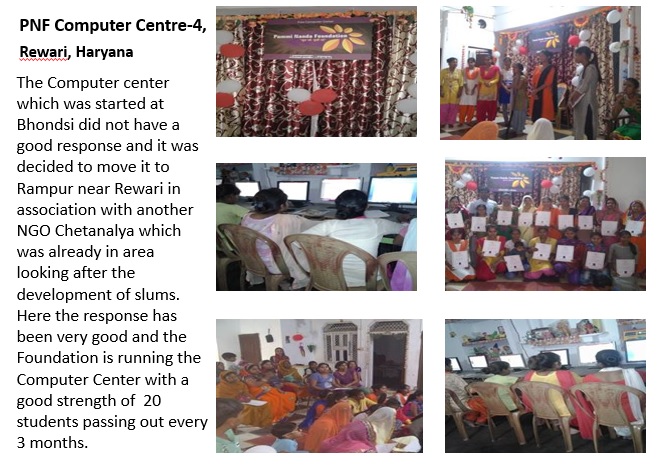 PNF Computer Centre-4,
Rewari, Haryana
The Computer center
which was started at
Bhondsi did not have a
good response and it was
decided to move it to
Rampur near Rewari in
association with another
NGO Chetanalya which
was already in area
looking after the
development of slums.
Here the response has
been very good and the
Foundation is running the
Computer Center with a
good strength of 20
students passing out every
3 months.
Pammi Nanda Foundation